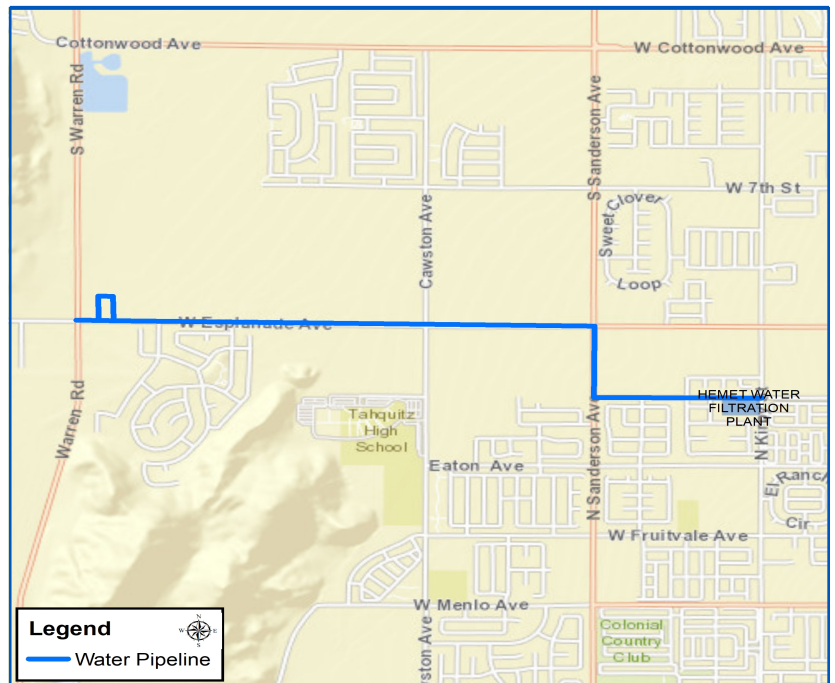 Cottonwood Ave
W Cottonwood Ave
S Warren Rd
S Sanderson Ave
W 7th St
Cawston Ave
Sweet Clover
Loop
W Esplanade Ave
Warren Rd
HEMET WATER
FILTRATION
PLANT
Tahquitz
High
School
N Sanderson Ave
Eaton Ave
El Ranch
Cir
W Fruitvale Ave
W Menlo Ave
Colonial
Country
Club
Legend
N
W
E
S
Water Pipeline